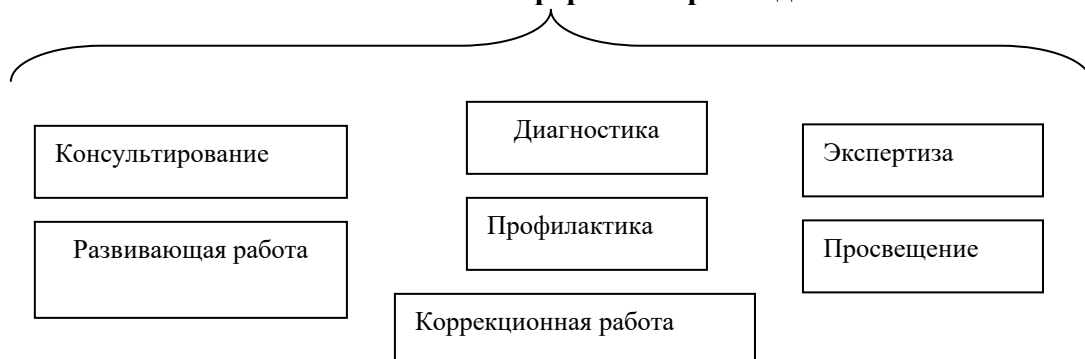 Диагностика
Консультирование
Экспертиза
Профилактика
Развивающая работа
Просвещение
Коррекционная работа